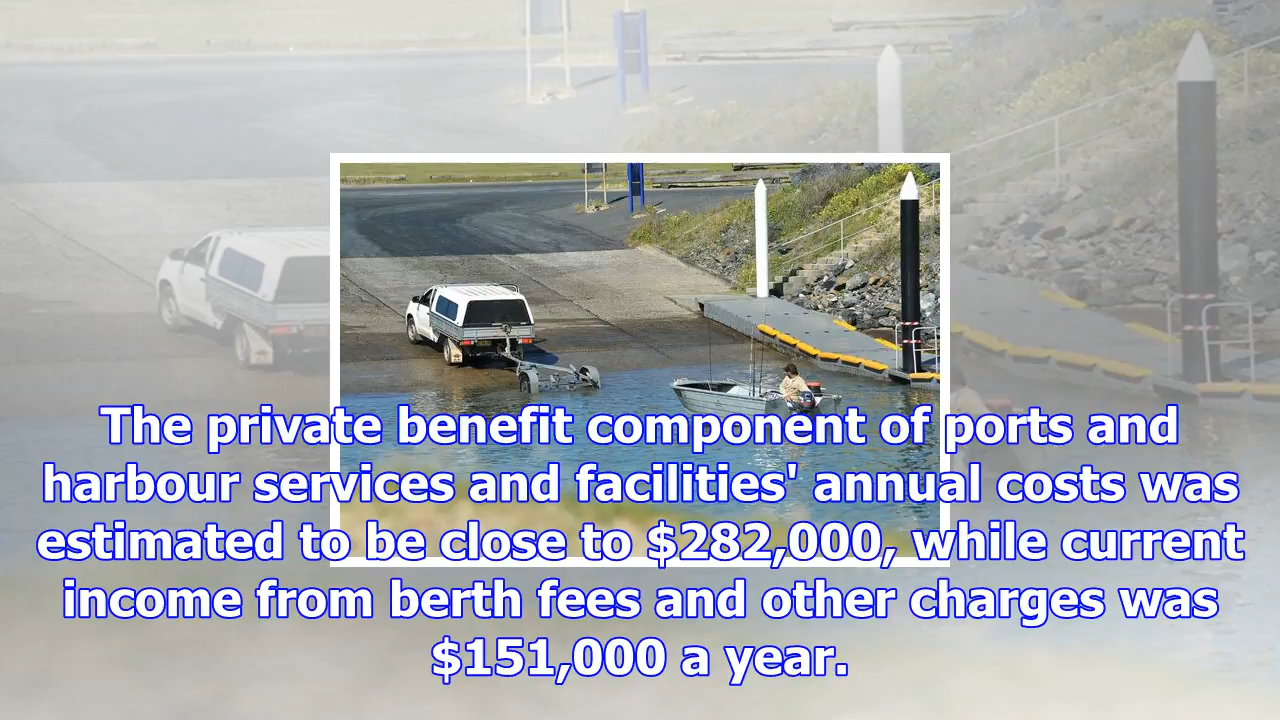 The private benefit component of ports and
harbour services and facilities' annual costs was
estimated to be close to $282,000, while current
income from berth fees and other charges was
$151,000 a year.